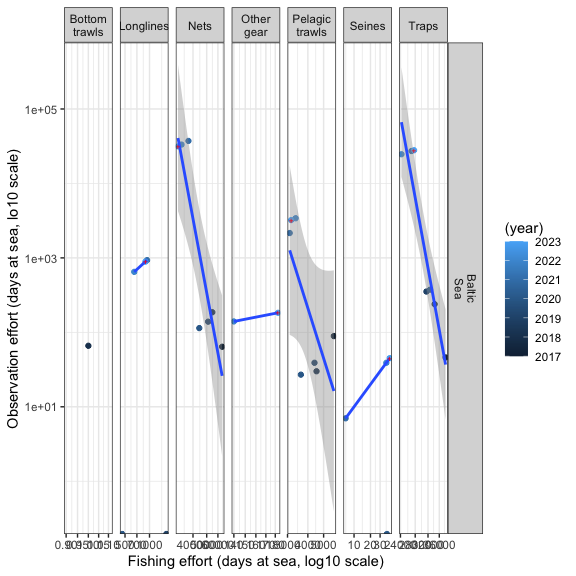 Bottom trawls
Longlines
Nets
Other gear
Pelagic trawls
Seines
Traps
1e+05
1e+03
1e+01
Observation effort (days at sea, lo10 scale)
Baltic Sea
(year)
2023
2022
2021
2020
2019
2018
2017
Fishing effort (days at sea, log10 scale)